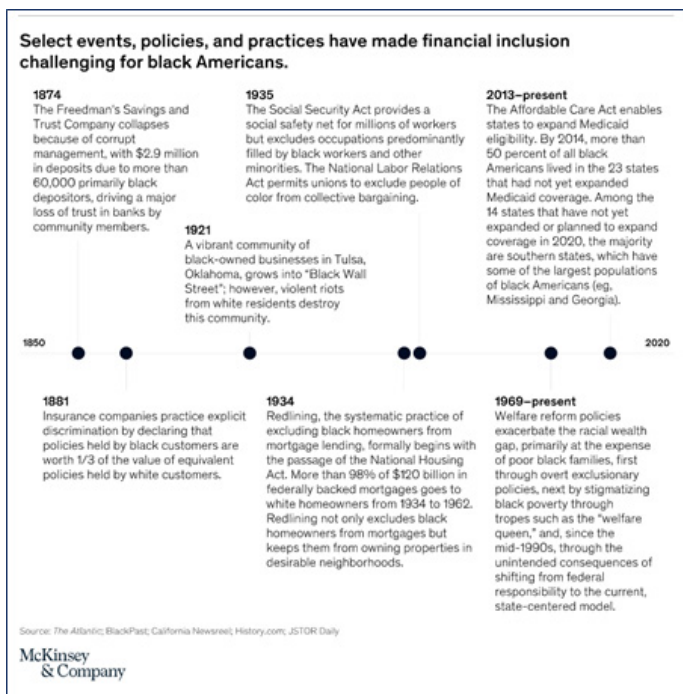 Select events, policies, and practices have made financial inclusion
challenging for black Americans.
1874
The Freedman's Savings and
Trust Company collapses
because of corrupt
management, with $2.9 million
in deposits due to more than
60,000 primarily black
depositors, driving a major
loss of trust in banks by
community members.
1921
A vibrant community of
black-owned businesses in Tulsa,
Oklahoma, grows into "Black Wall
Street"; however, violent riots
from white residents destroy
this community.
1935
The Social Security Act provides a
social safety net for millions of workers
but excludes occupations predominantly
filled by black workers and other
minorities. The National Labor Relations
Act permits unions to exclude people of
color from collective bargaining.
2013–present
The Affordable Care Act enables
states to expand Medicaid
eligibility. By 2014, more than
50 percent of all black
Americans lived in the 23 states
that had not yet expanded
Medicaid coverage. Among the
14 states that have not yet
expanded or planned to expand
coverage in 2020, the majority
are southern states, which have
some of the largest populations
of black Americans (eg,
Mississippi and Georgia).
1850
2020
1881
Insurance companies practice explicit
discrimination by declaring that
policies held by black customers are
worth 1/3 of the value of equivalent
policies held by white customers.
1934
Redlining, the systematic practice of
excluding black homeowners from
mortgage lending, formally begins with
the passage of the National Housing
Act. More than 98% of $120 billion in
federally backed mortgages goes to
white homeowners from 1934 to 1962.
Redlining not only excludes black
homeowners from mortgages but
keeps them from owning properties in
desirable neighborhoods.
1969–present
Welfare reform policies
exacerbate the racial wealth
gap, primarily at the expense
of poor black families, first
through overt exclusionary
policies, next by stigmatizing
black poverty through
tropes such as the "welfare
queen," and, since the
mid-1990s, through the
unintended consequences of
shifting from federal
responsibility to the current,
state-centered model.
Source: The Atlantic; BlackPast; California Newsreel; History.com; JSTOR Daily
McKinsey
& Company